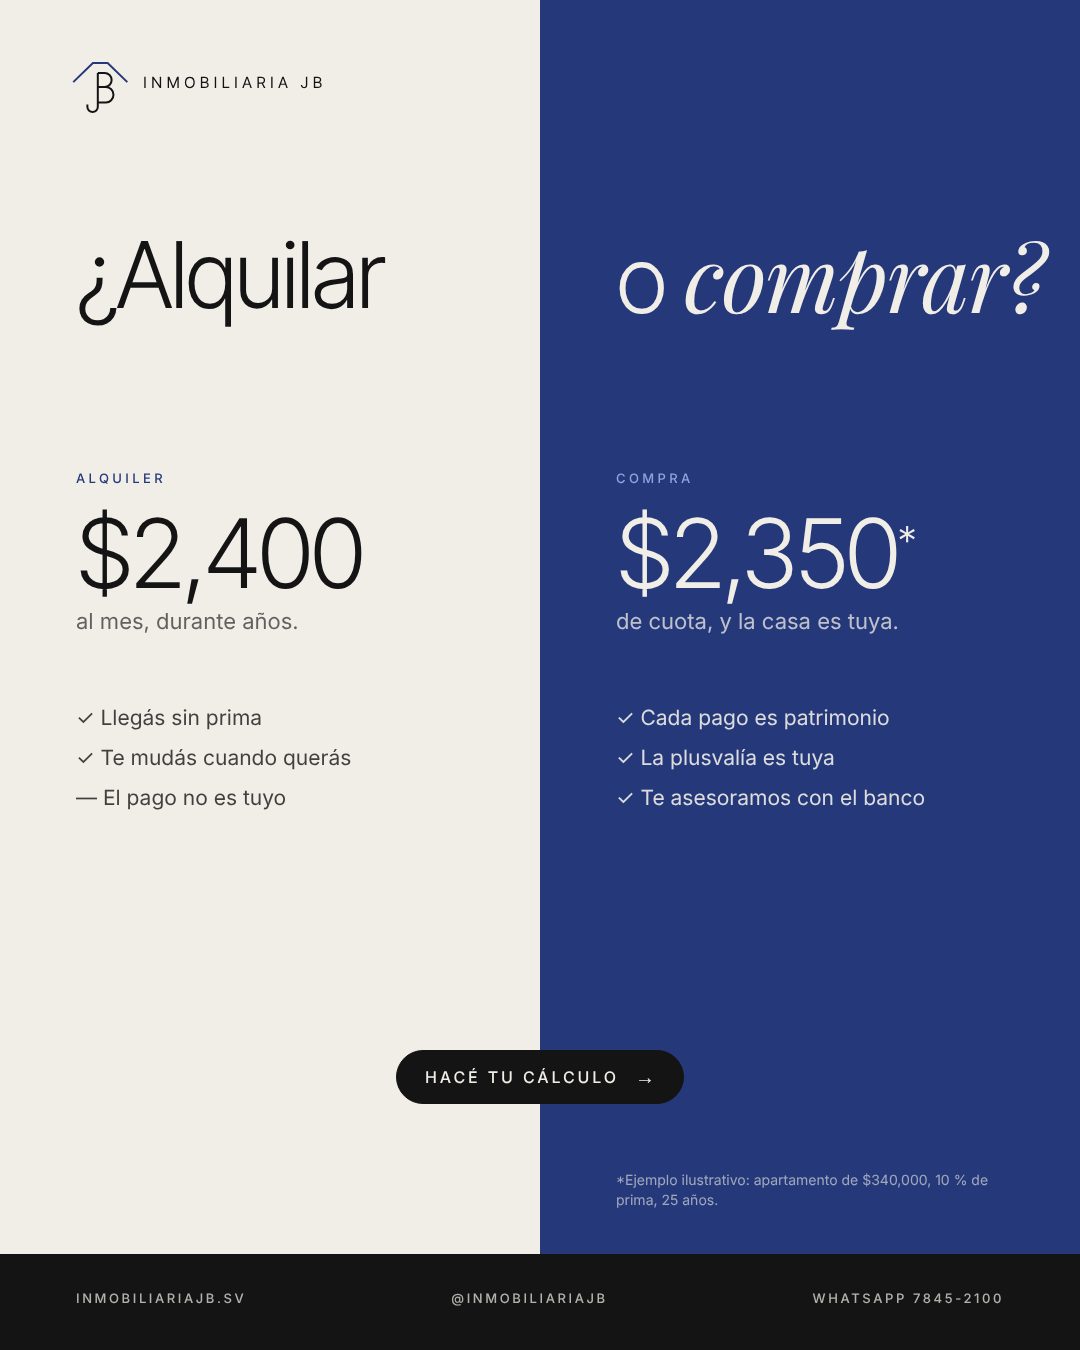 JB INMOBILIARIA JB
¿Alquilar
o comprar?
ALQUILER
$2,400
al mes, durante años.
✓ Llegás sin prima
✓ Te mudás cuando querás
— El pago no es tuyo
COMPRA
$2,350*
de cuota, y la casa es tuya.
✓ Cada pago es patrimonio
✓ La plusvalía es tuya
✓ Te asesoramos con el banco
HACÉ TU CÁLCULO →
*Ejemplo ilustrativo: apartamento de $340,000, 10 % de
prima, 25 años.
INMOBILIARIAJB.SV
@INMOBILIARIAJB
WHATSAPP 7845-2100